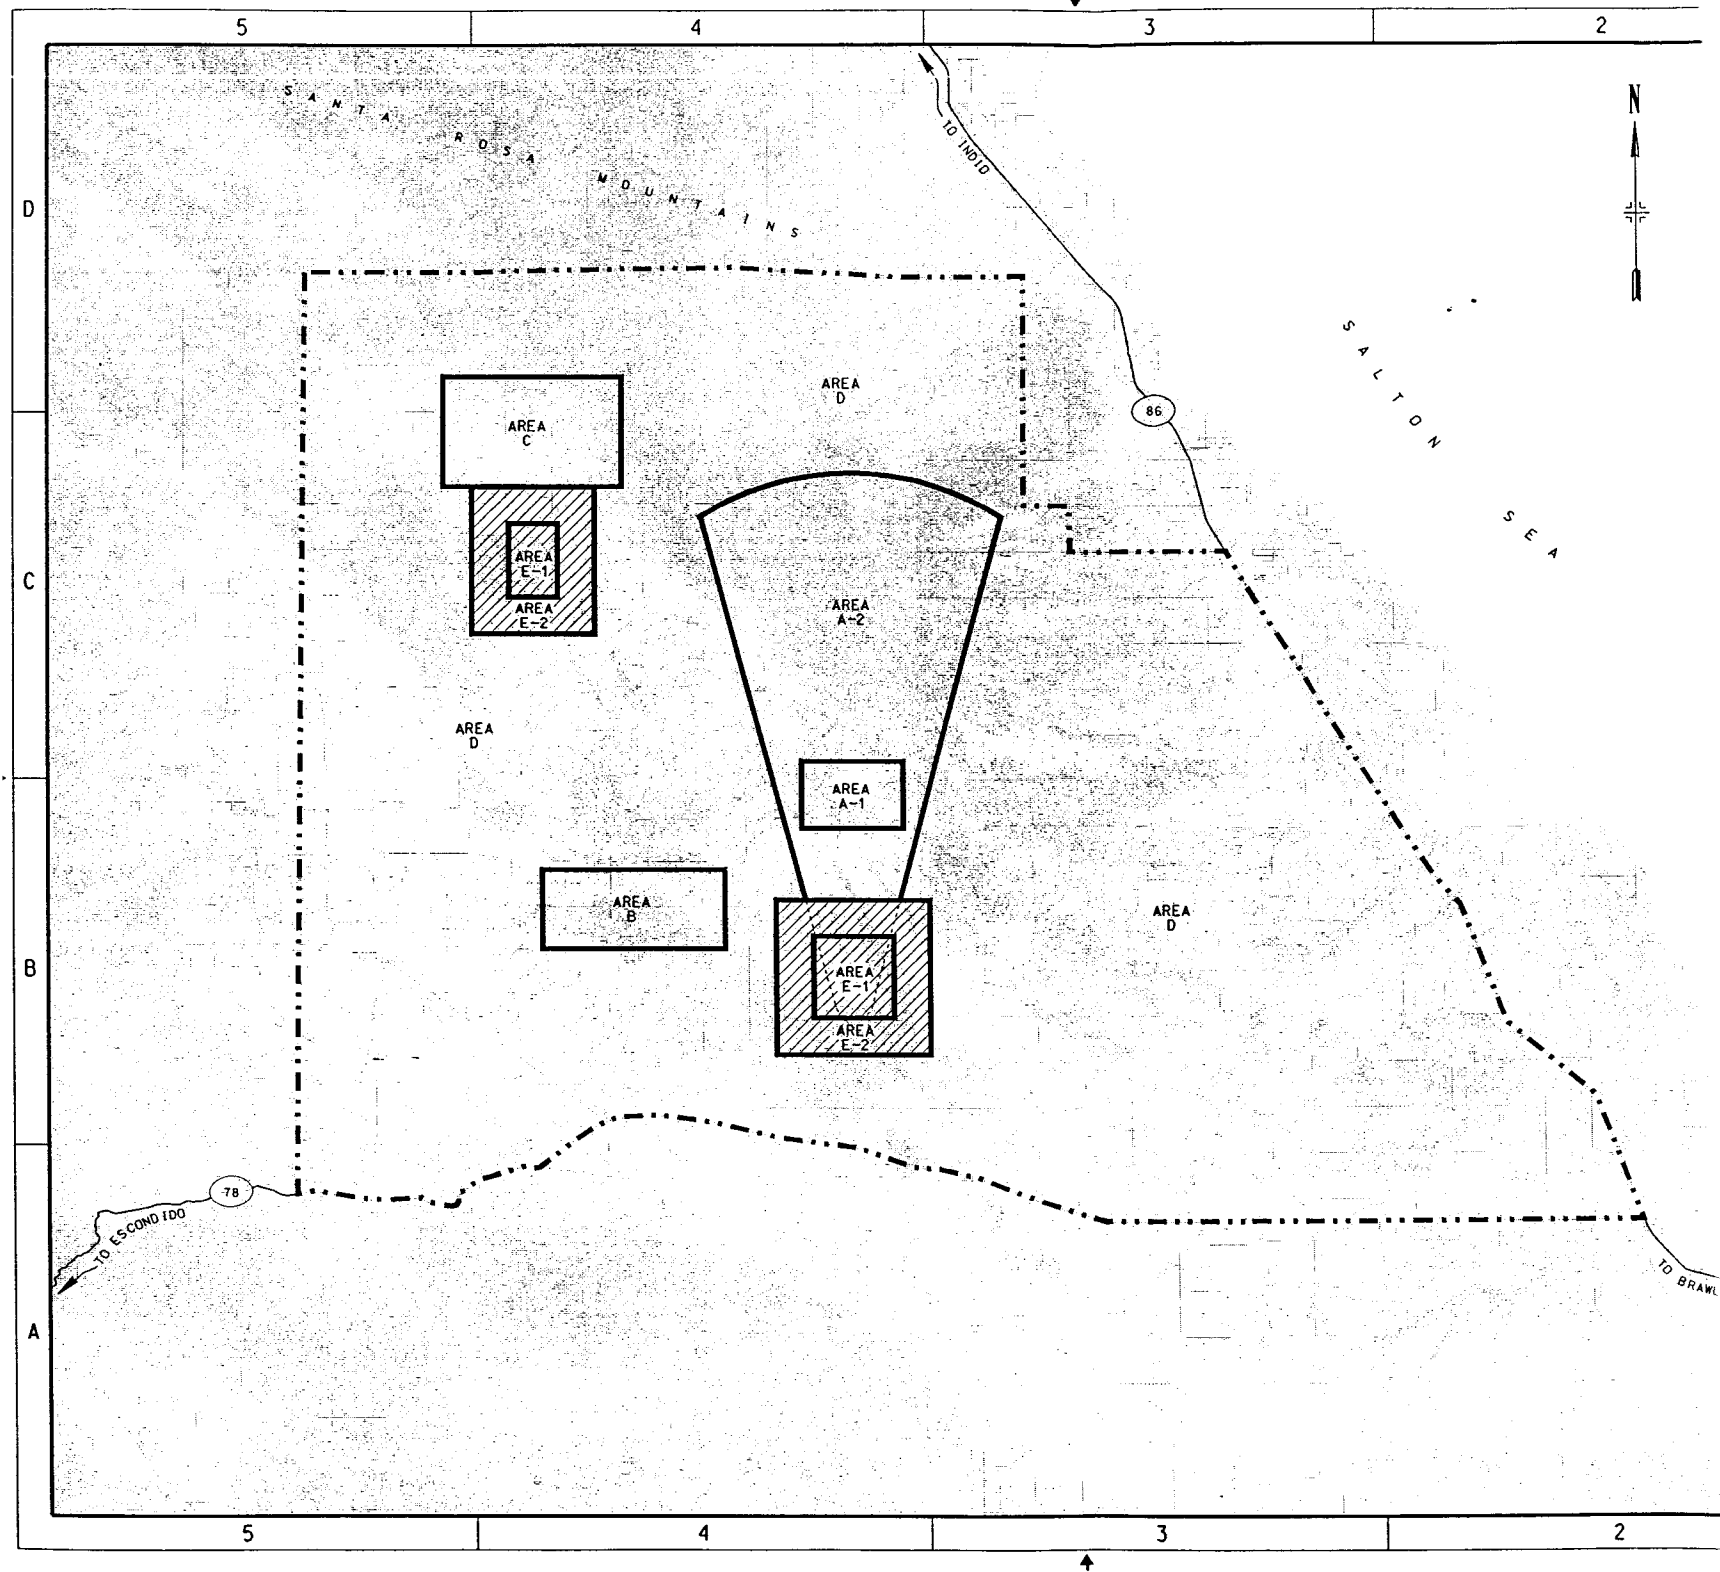 5 4 3 2
SANTA ROSA MOUNTAINS
TO INDIO
N
D
SALTON SEA
AREA
D
86
AREA
C
C
AREA
E-1
AREA
E-2
AREA
A-2
AREA
D
AREA
A-1
AREA
B
AREA
D
B
AREA
E-1
AREA
E-2
78
TO ESCONDIDO
TO BRAWL
A
5 4 3 2